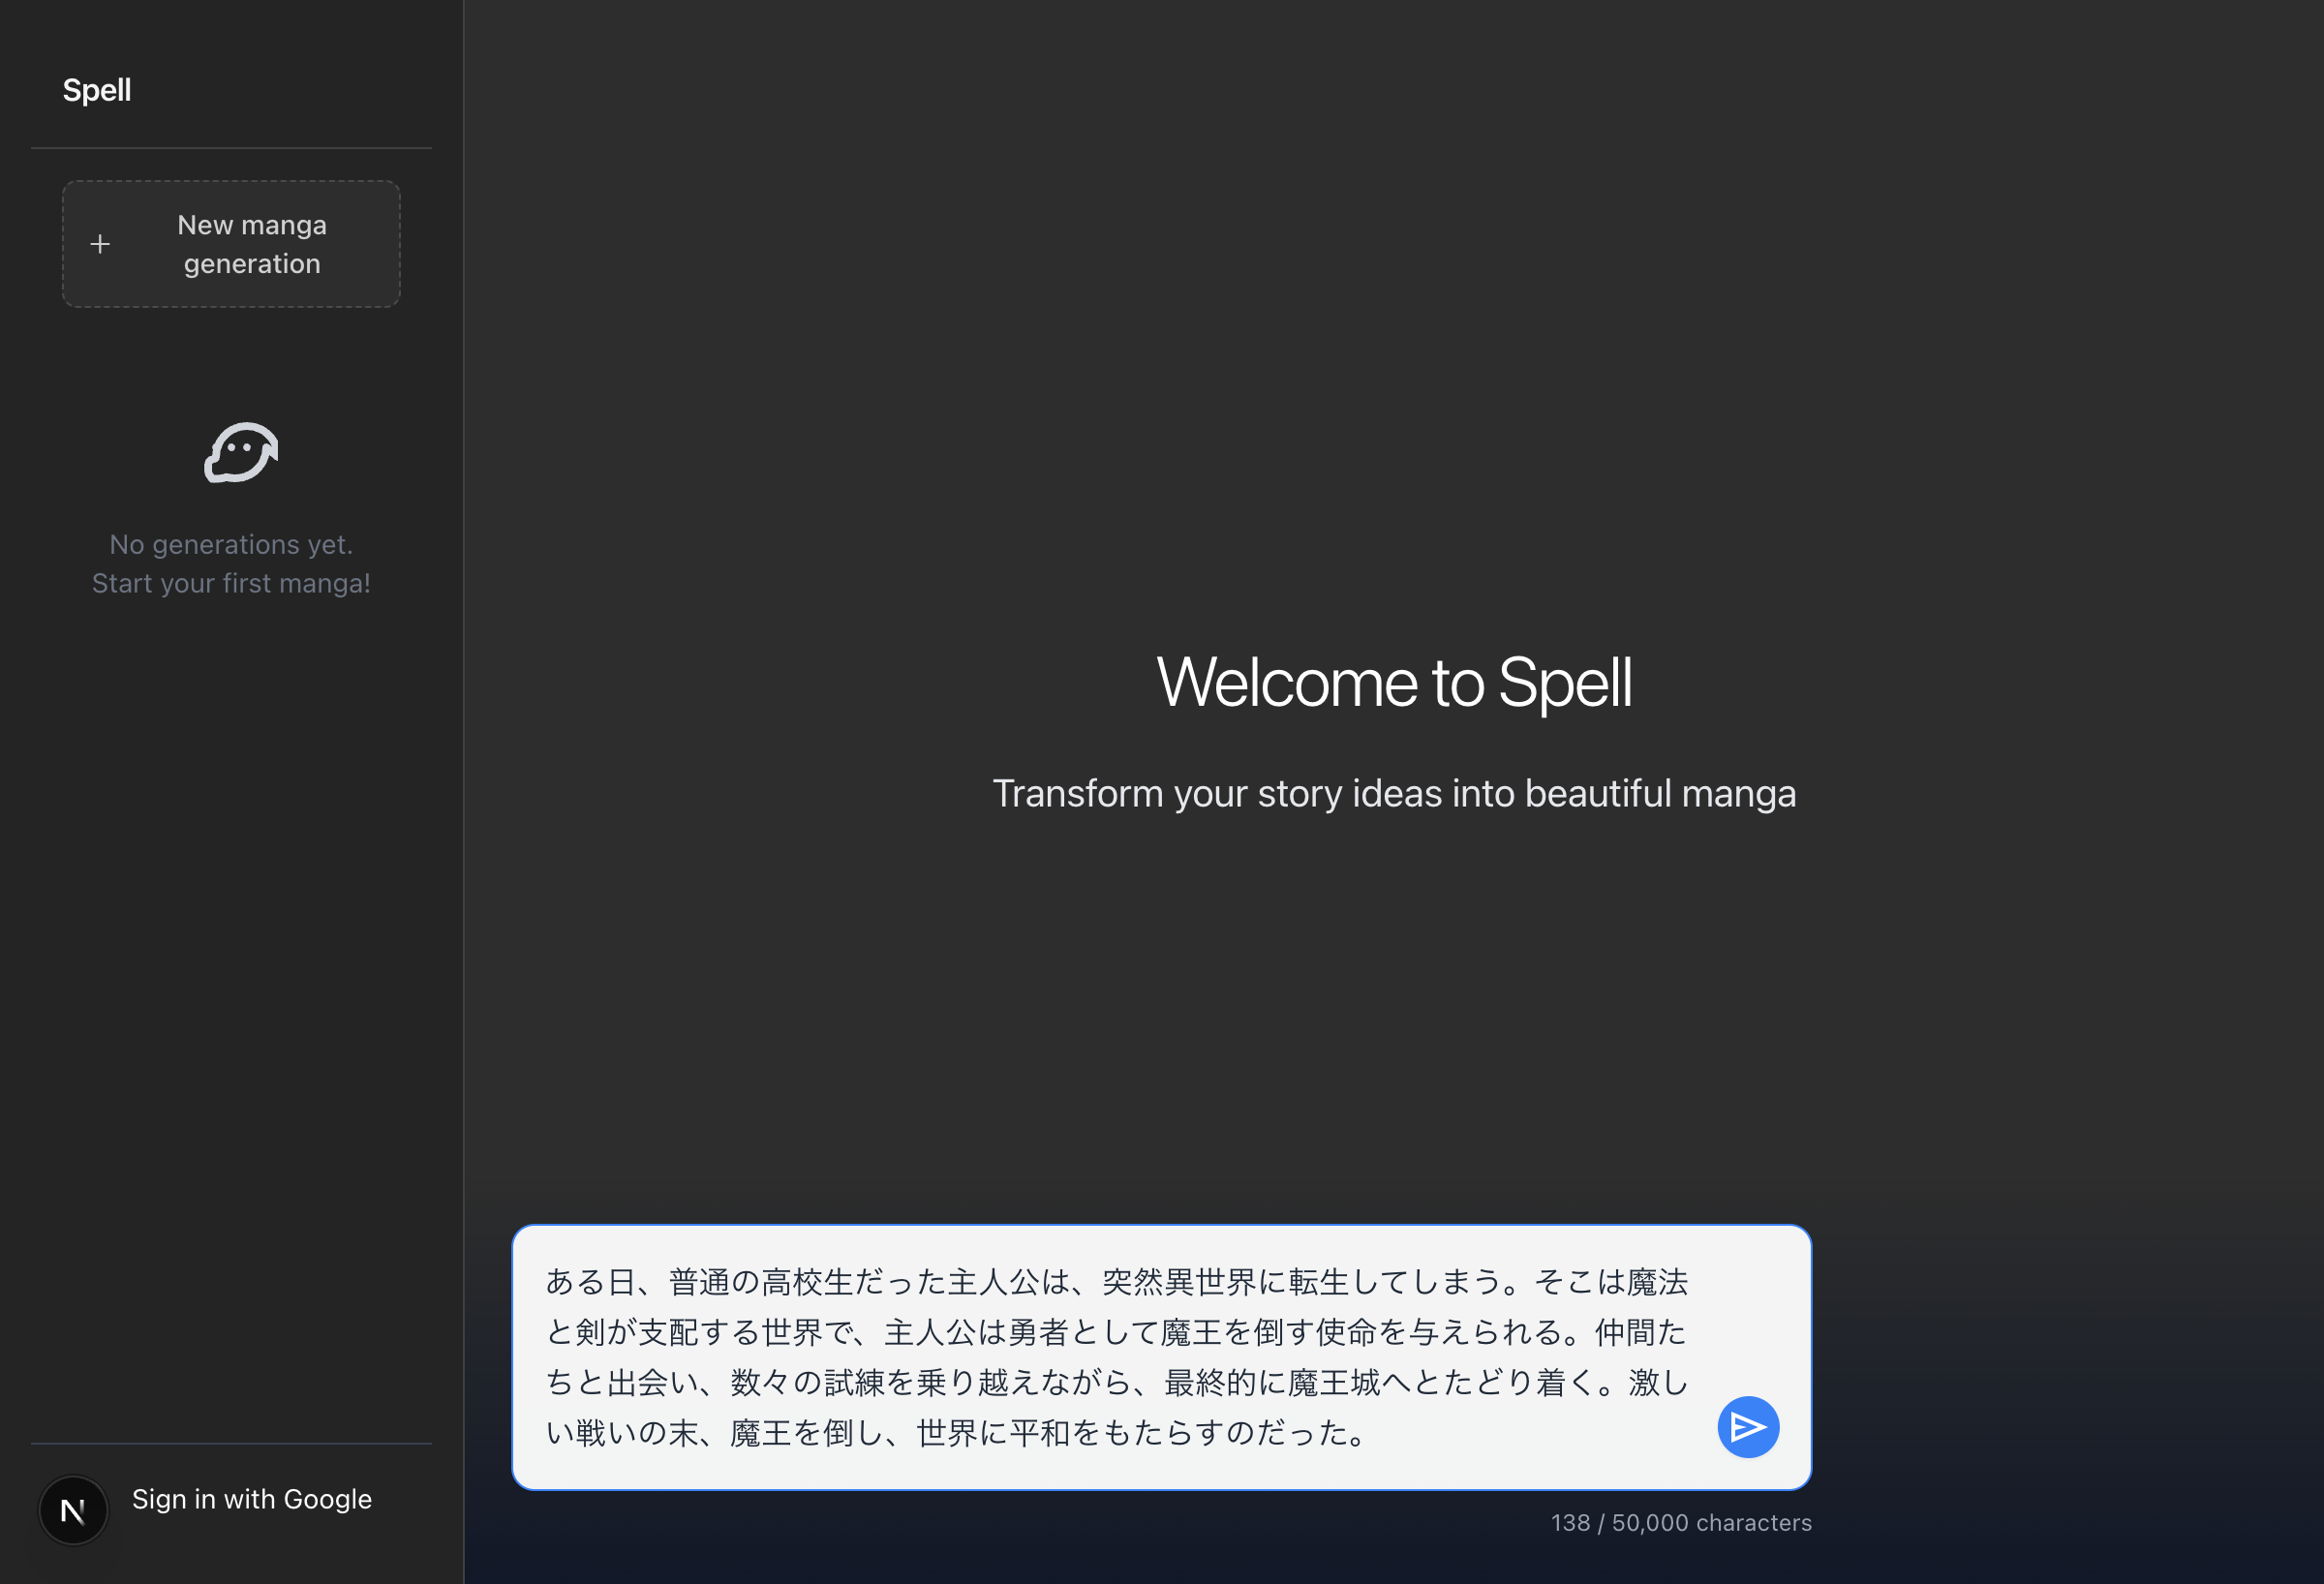 Spell
New manga
generation
No generations yet.
Start your first manga!
Sign in with Google
N
Welcome to Spell
Transform your story ideas into beautiful manga
ある日、普通の高校生だった主人公は、突然異世界に転生してしまう。そこは魔法
と剣が支配する世界で、主人公は勇者として魔王を倒す使命を与えられる。仲間た
ちと出会い、数々の試練を乗り越えながら、最終的に魔王城へとたどり着く。激し
い戦いの末、魔王を倒し、世界に平和をもたらすのだった。
138 / 50,000 characters